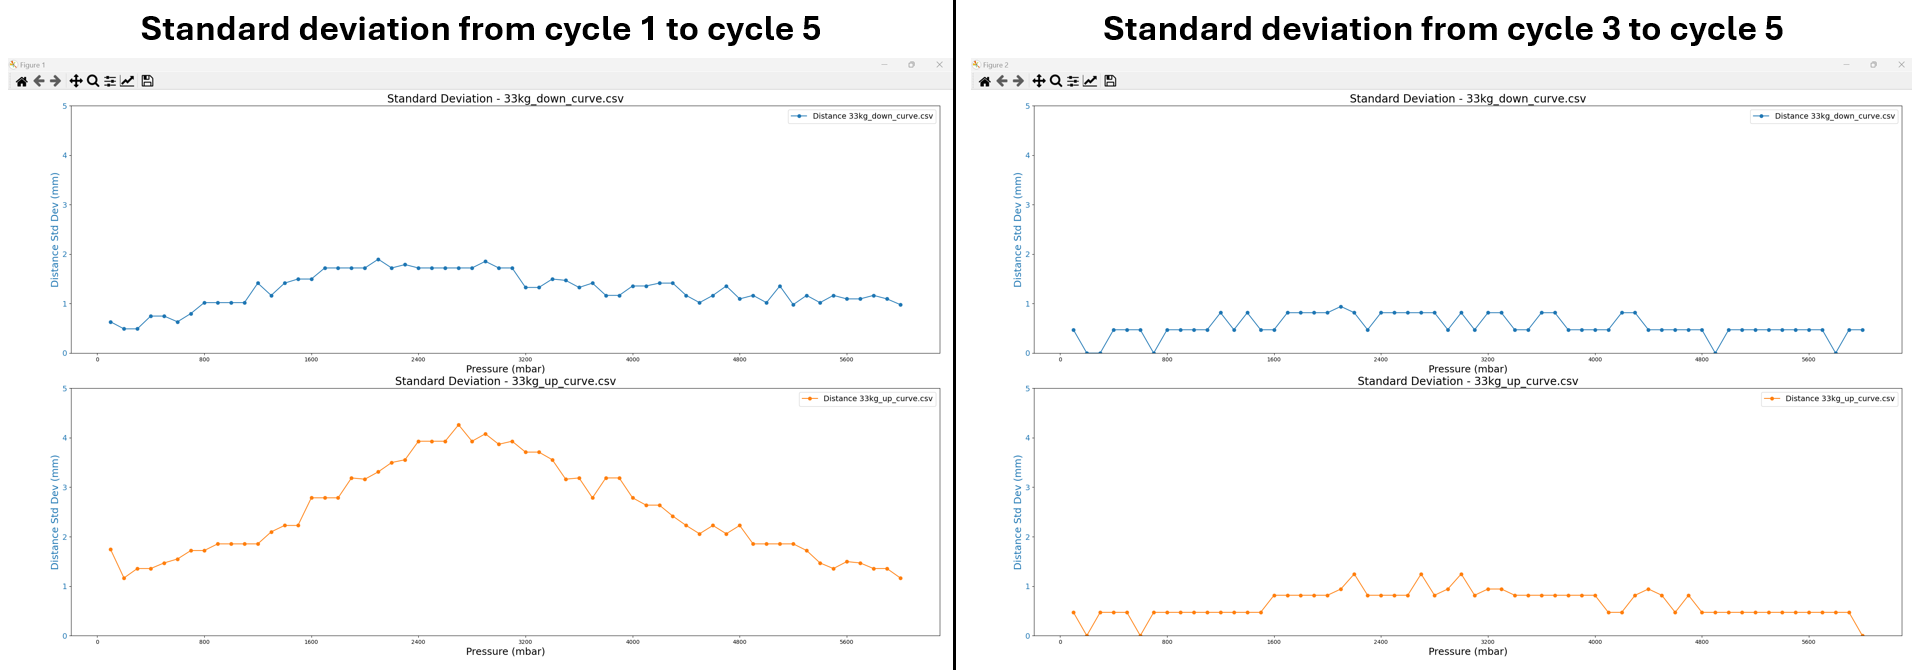 Standard deviation from cycle 1 to cycle 5
Figure 1
Standard Deviation - 33kg_down_curve.csv
Distance 33kg_down_curve.csv
Distance Std Dev (mm)
5
4
3
2
1
0
0 800 1600 2400 3200 4000 4800 5600
Pressure (mbar)
Standard Deviation - 33kg_up_curve.csv
Distance 33kg_up_curve.csv
Distance Std Dev (mm)
5
4
3
2
1
0
0 800 1600 2400 3200 4000 4800 5600
Pressure (mbar)
Standard deviation from cycle 3 to cycle 5
Figure 2
Standard Deviation - 33kg_down_curve.csv
Distance 33kg_down_curve.csv
Distance Std Dev (mm)
5
4
3
2
1
0
0 800 1600 2400 3200 4000 4800 5600
Pressure (mbar)
Standard Deviation - 33kg_up_curve.csv
Distance 33kg_up_curve.csv
Distance Std Dev (mm)
5
4
3
2
1
0
0 800 1600 2400 3200 4000 4800 5600
Pressure (mbar)